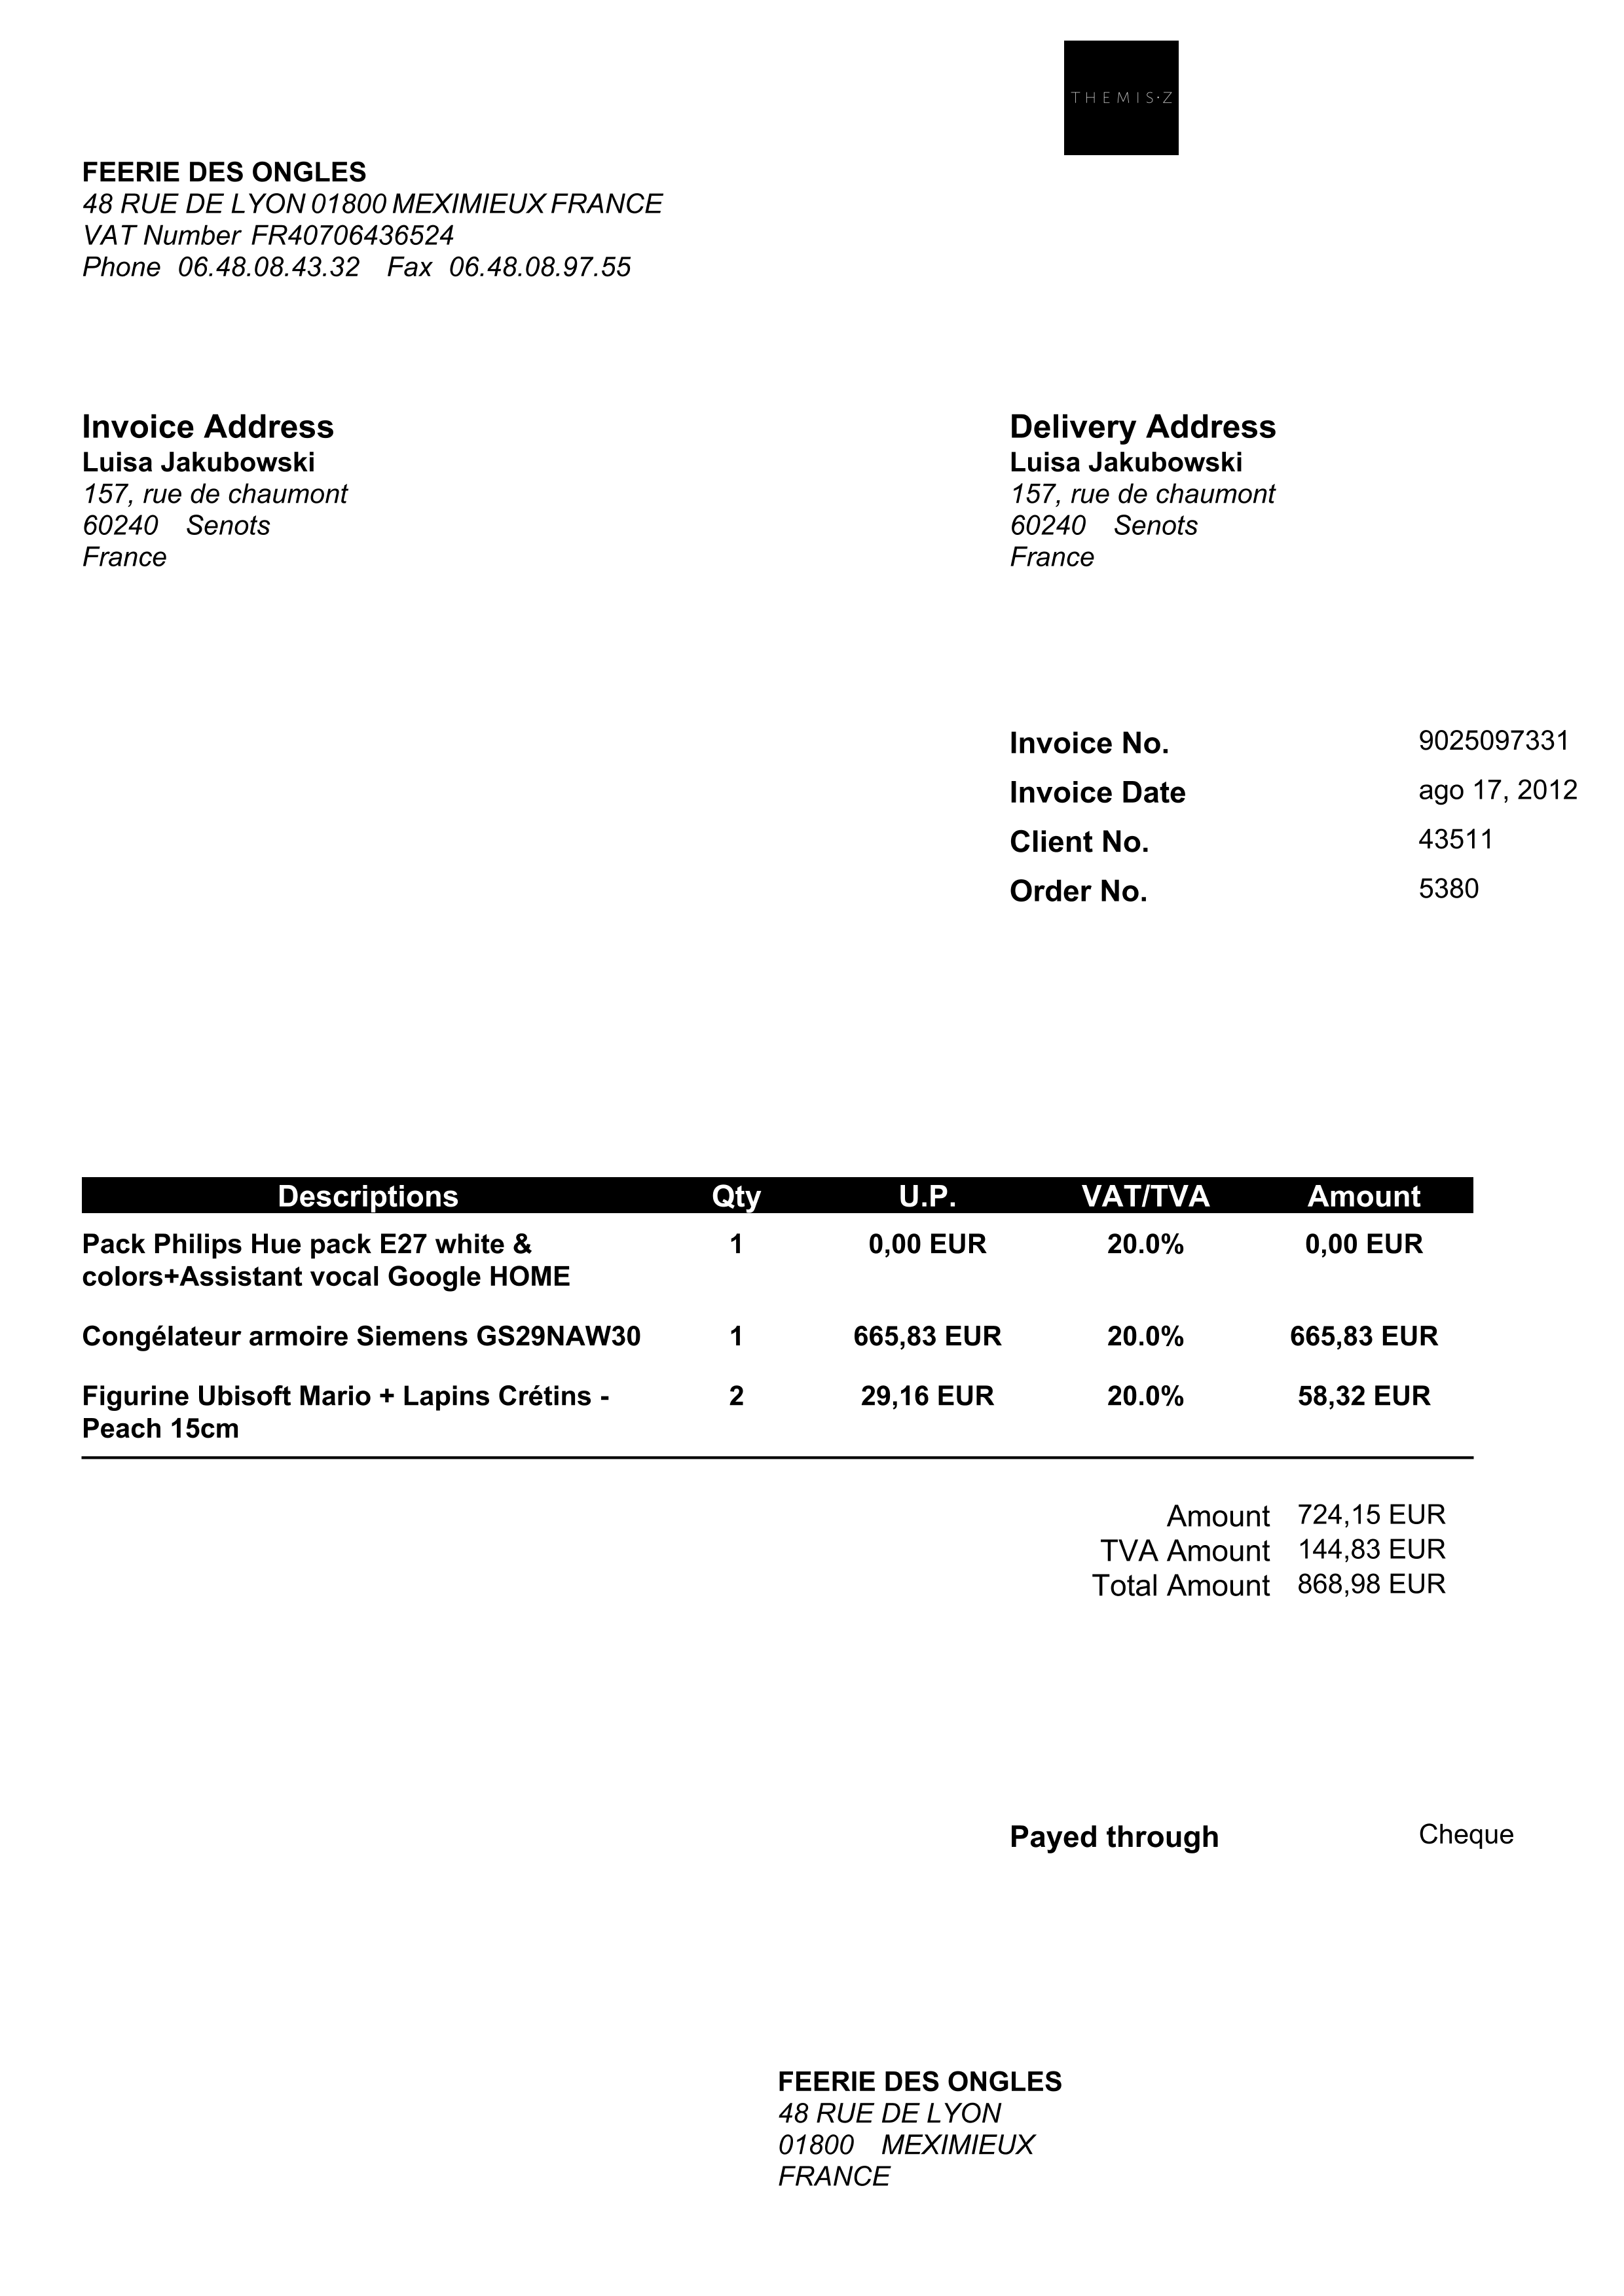 THEMIS·Z
FEERIE DES ONGLES
48 RUE DE LYON 01800 MEXIMIEUX FRANCE
VAT Number FR40706436524
Phone 06.48.08.43.32 Fax 06.48.08.97.55
Invoice Address
Luisa Jakubowski
157, rue de chaumont
60240 Senots
France
Delivery Address
Luisa Jakubowski
157, rue de chaumont
60240 Senots
France
Invoice No. 9025097331
Invoice Date ago 17, 2012
Client No. 43511
Order No. 5380
Descriptions Qty U.P. VAT/TVA Amount
Pack Philips Hue pack E27 white & 1 0,00 EUR 20.0% 0,00 EUR
colors+Assistant vocal Google HOME
Congélateur armoire Siemens GS29NAW30 1 665,83 EUR 20.0% 665,83 EUR
Figurine Ubisoft Mario + Lapins Crétins - 2 29,16 EUR 20.0% 58,32 EUR
Peach 15cm
Amount 724,15 EUR
TVA Amount 144,83 EUR
Total Amount 868,98 EUR
Payed through Cheque
FEERIE DES ONGLES
48 RUE DE LYON
01800 MEXIMIEUX
FRANCE